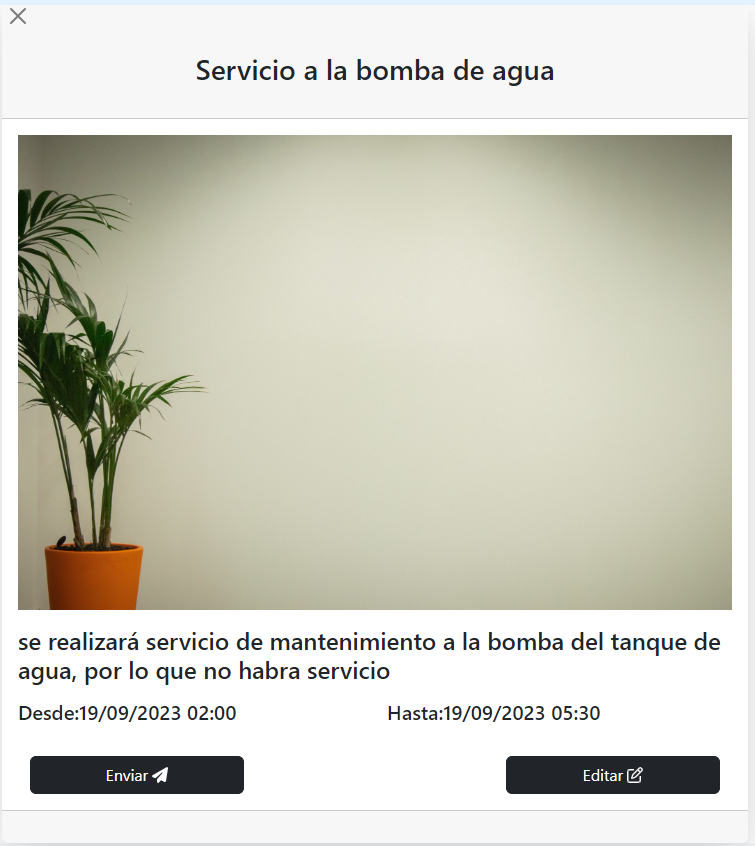 Servicio a la bomba de agua
se realizará servicio de mantenimiento a la bomba del tanque de
agua, por lo que no habra servicio
Desde:19/09/2023 02:00
Hasta:19/09/2023 05:30
Enviar
Editar